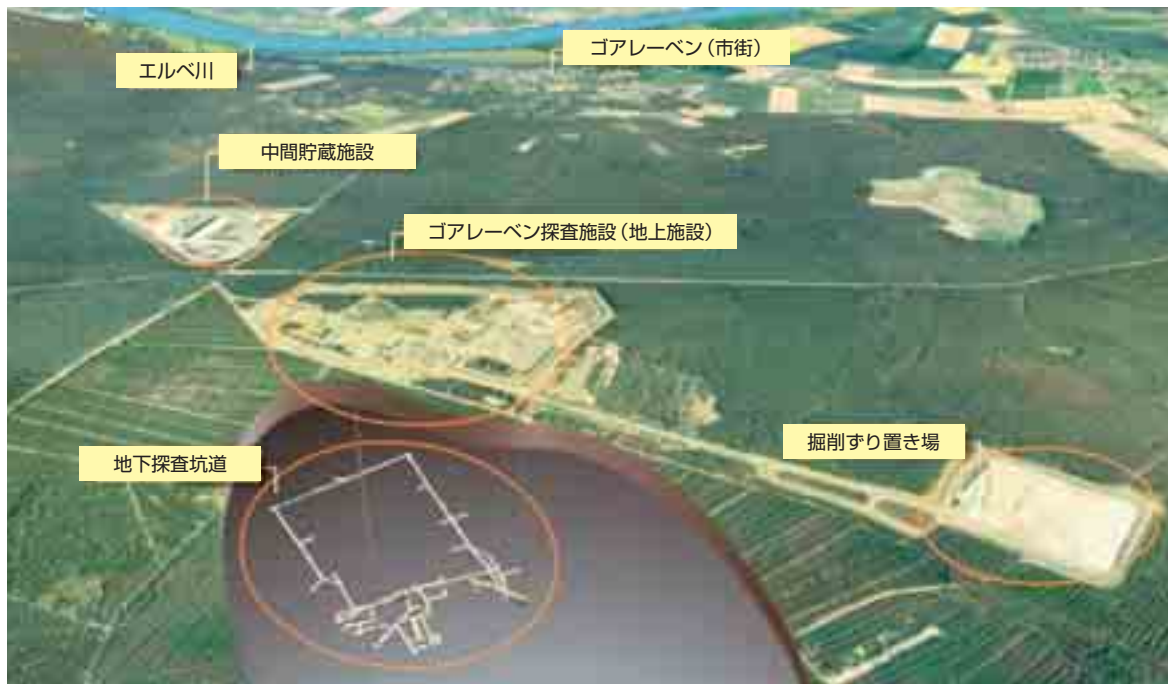 ゴアレーベン（市街）
エルベ川
中間貯蔵施設
ゴアレーベン探査施設（地上施設）
掘削ずり置き場
地下探査坑道